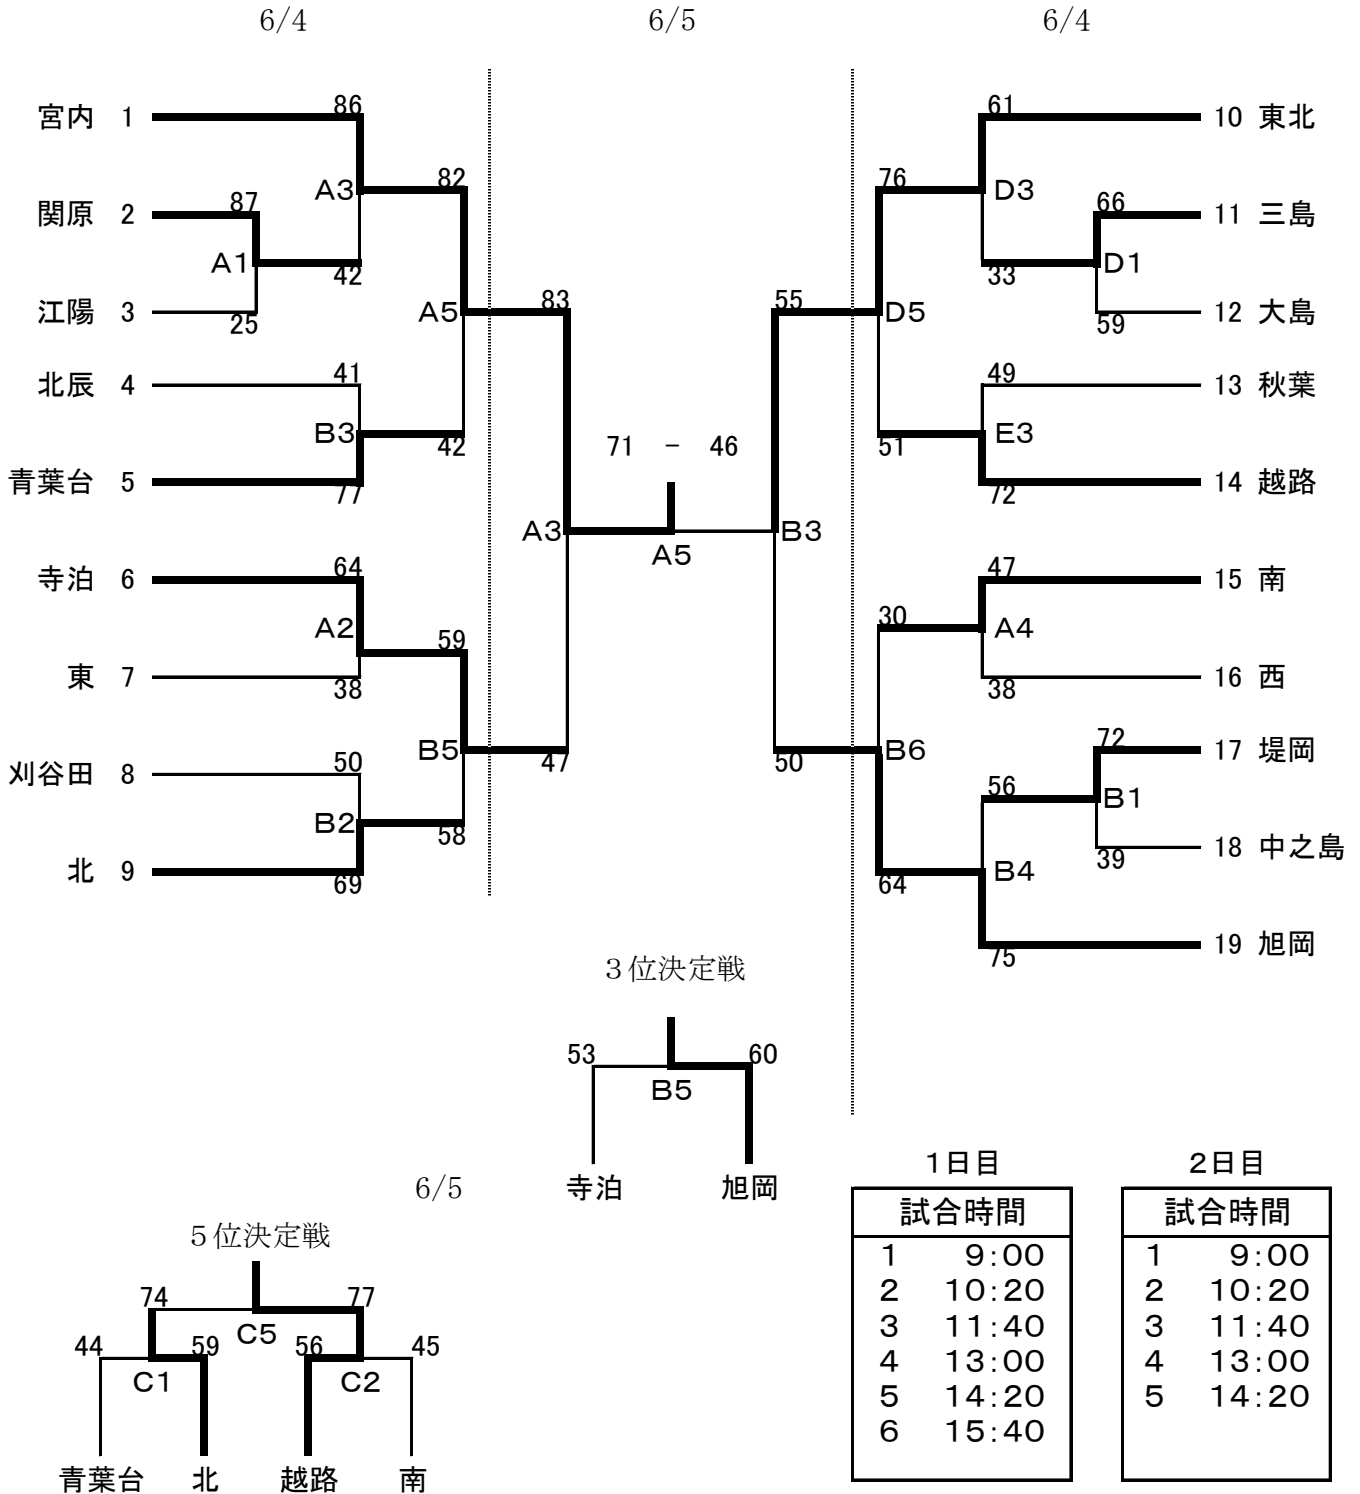 6/4 6/5 6/4
86 61
宮内 1 10 東北
82 76
A3 D3
87 66
関原 2 11 三島
A1 42 33 D1
83 55
江陽 3 A5 D5 12 大島
25 59
41 49
北辰 4 13 秋葉
B3 42 71 － 46 51 E3
青葉台 5 14 越路
77 72
A3 A5 B3
64 47
寺泊 6 15 南
30
A2 59 A4
東 7 16 西
38 38
72
B5 B6 17 堤岡
50 47 50
刈谷田 8 56
B2 58 B1
18 中之島
39
北 9 B4
69 64
19 旭岡
75
３位決定戦
53 60
B5
寺泊 旭岡
6/5
５位決定戦
74 77
C5
44 59 56 45
C1 C2
青葉台 北 越路 南
1日目 2日目
試合時間 試合時間
1 9:00 1 9:00
2 10:20 2 10:20
3 11:40 3 11:40
4 13:00 4 13:00
5 14:20 5 14:20
6 15:40